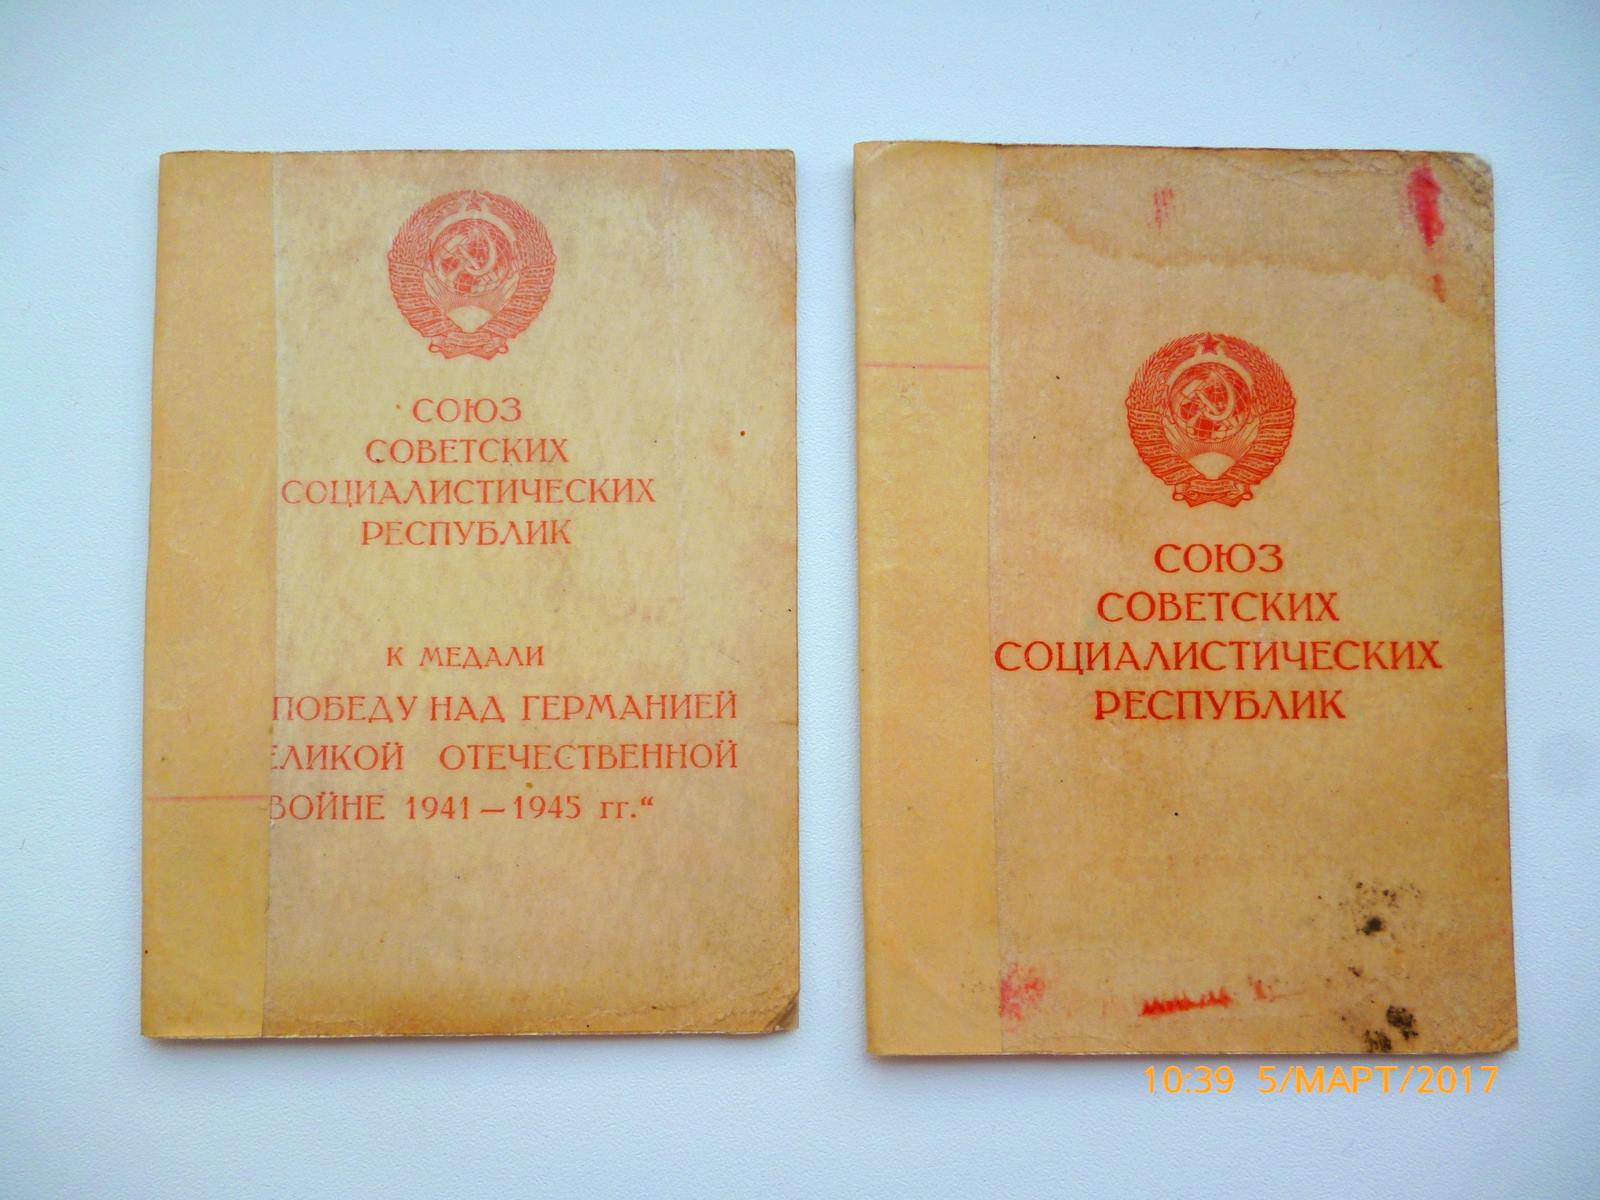 СОЮЗ
СОВЕТСКИХ
СОЦИАЛИСТИЧЕСКИХ
РЕСПУБЛИК
К МЕДАЛИ
ПОБЕДУ НАД ГЕРМАНИЕЙ
ЕЛИКОЙ ОТЕЧЕСТВЕННОЙ
ВОЙНЕ 1941—1945 гг.“
СОЮЗ
СОВЕТСКИХ
СОЦИАЛИСТИЧЕСКИХ
РЕСПУБЛИК
10:39 5/МАРТ/2017